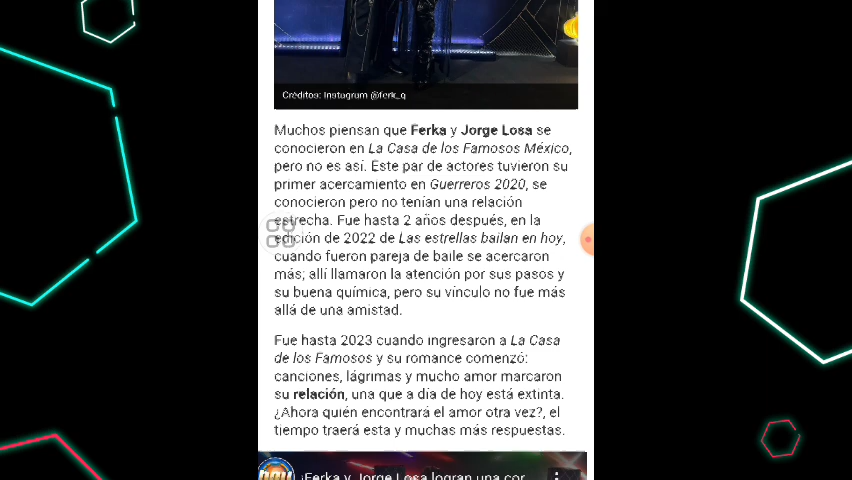 Créditos: Instagram @ferk_q
Muchos piensan que Ferka y Jorge Losa se
conocieron en La Casa de los Famosos México,
pero no es así. Este par de actores tuvieron su
primer acercamiento en Guerreros 2020, se
conocieron pero no tenían una relación
estrecha. Fue hasta 2 años después, en la
edición de 2022 de Las estrellas bailan en hoy,
cuando fueron pareja de baile se acercaron
más; allí llamaron la atención por sus pasos y
su buena química, pero su vínculo no fue más
allá de una amistad.
Fue hasta 2023 cuando ingresaron a La Casa
de los Famosos y su romance comenzó:
canciones, lágrimas y mucho amor marcaron
su relación, una que a día de hoy está extinta.
¿Ahora quién encontrará el amor otra vez?, el
tiempo traerá esta y muchas más respuestas.
¡Ferka y Jorge Losa logran una cor